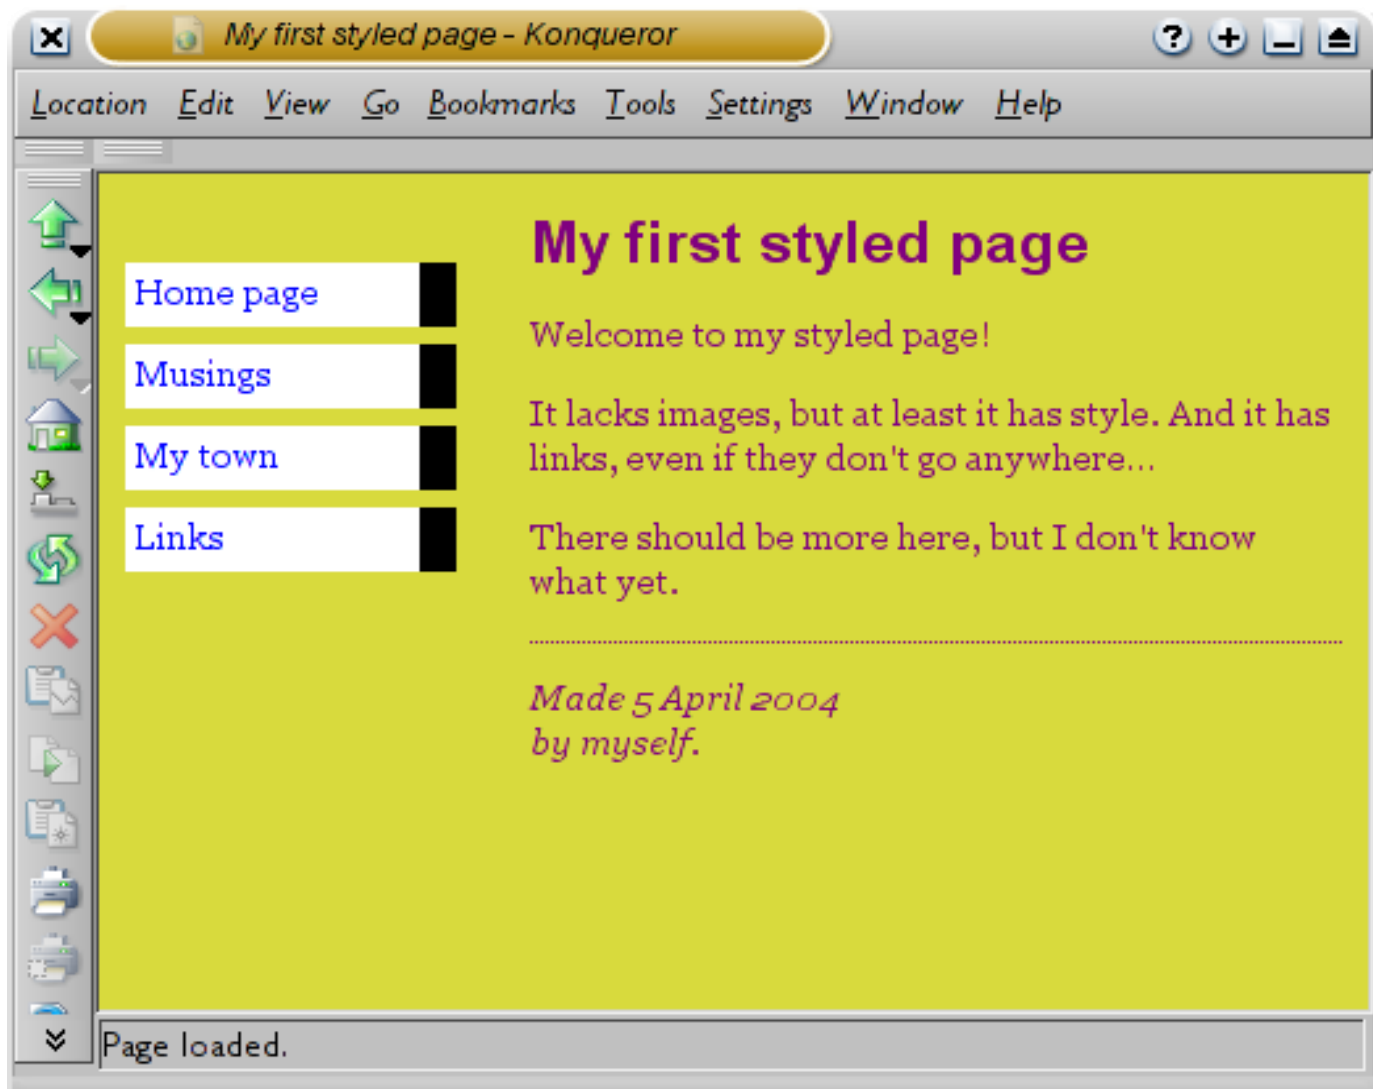 My first styled page - Konqueror
Location Edit View Go Bookmarks Tools Settings Window Help
Home page
Musings
My town
Links
My first styled page
Welcome to my styled page!
It lacks images, but at least it has style. And it has
links, even if they don't go anywhere...
There should be more here, but I don't know
what yet.
Made 5 April 2004
by myself.
Page loaded.